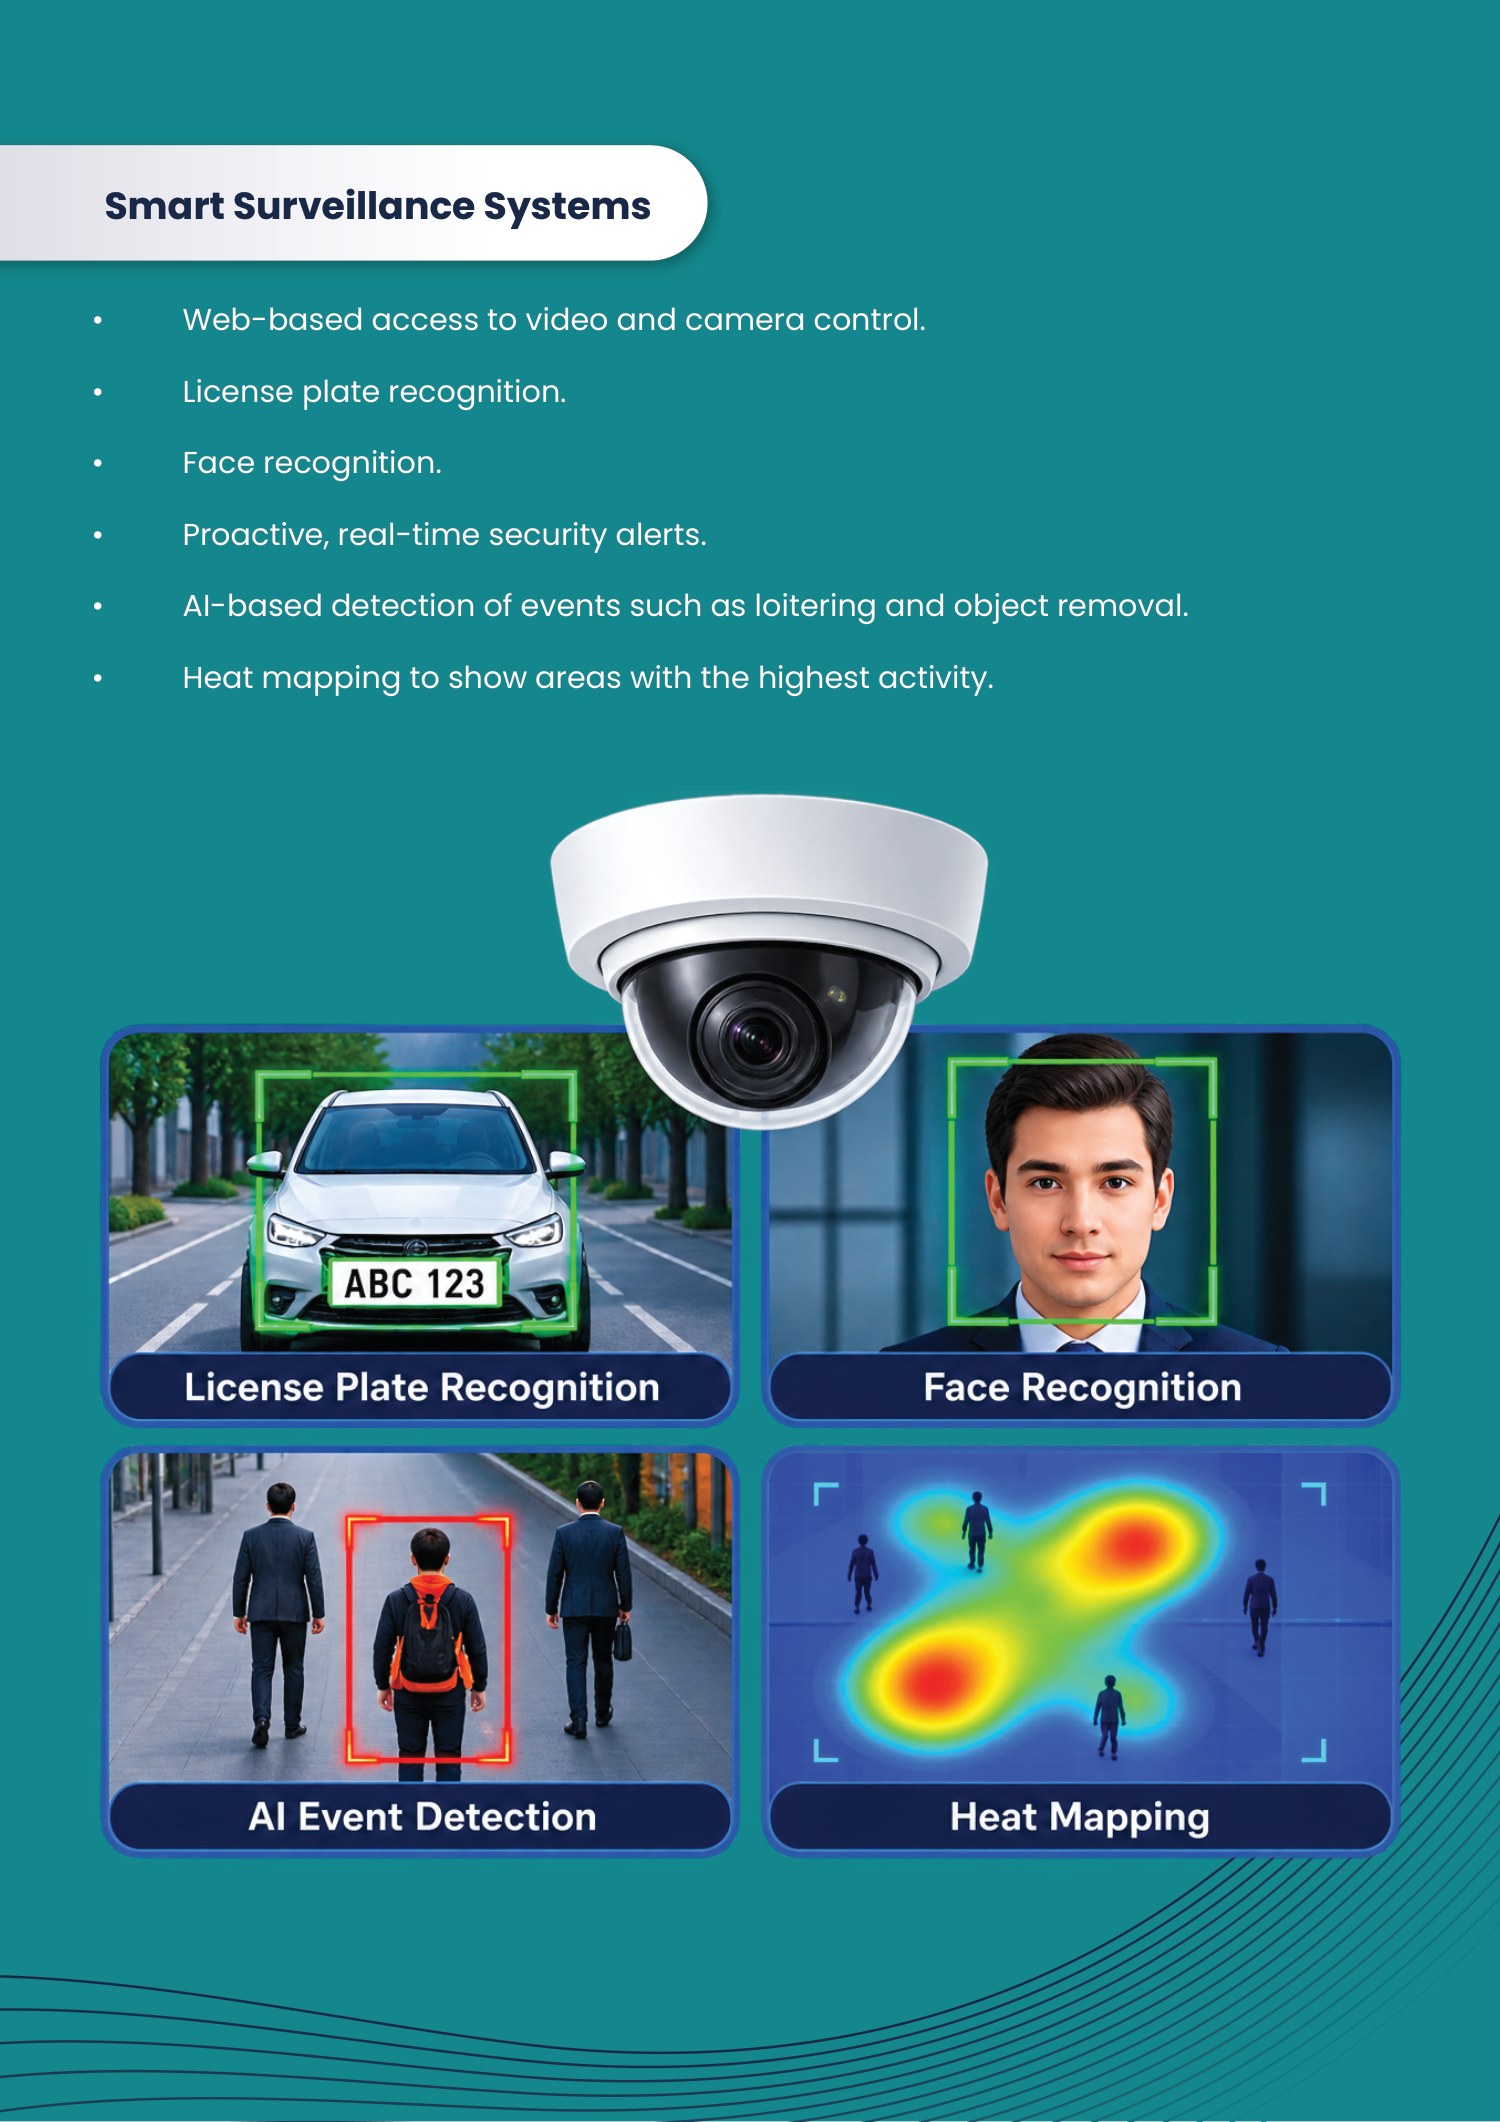 Smart Surveillance Systems
• Web-based access to video and camera control.
• License plate recognition.
• Face recognition.
• Proactive, real-time security alerts.
• AI-based detection of events such as loitering and object removal.
• Heat mapping to show areas with the highest activity.
ABC 123
License Plate Recognition
Face Recognition
AI Event Detection
Heat Mapping